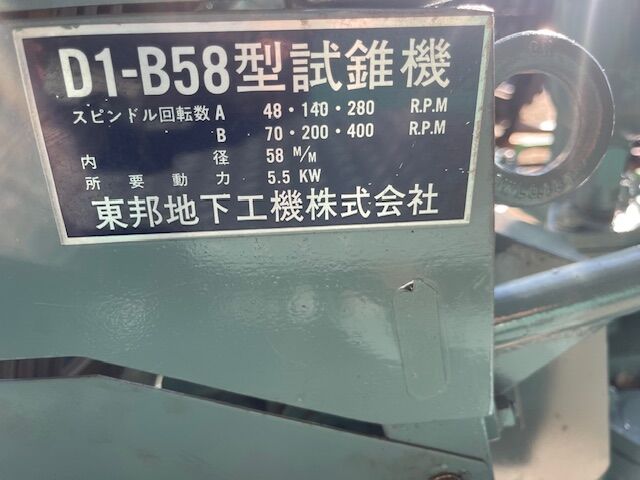 D1-B58型試錐機
スピンドル回転数 A 48・140・280 R.P.M
B 70・200・400 R.P.M
内 径 58 M/M
所要動力 5.5 KW
東邦地下工機株式会社